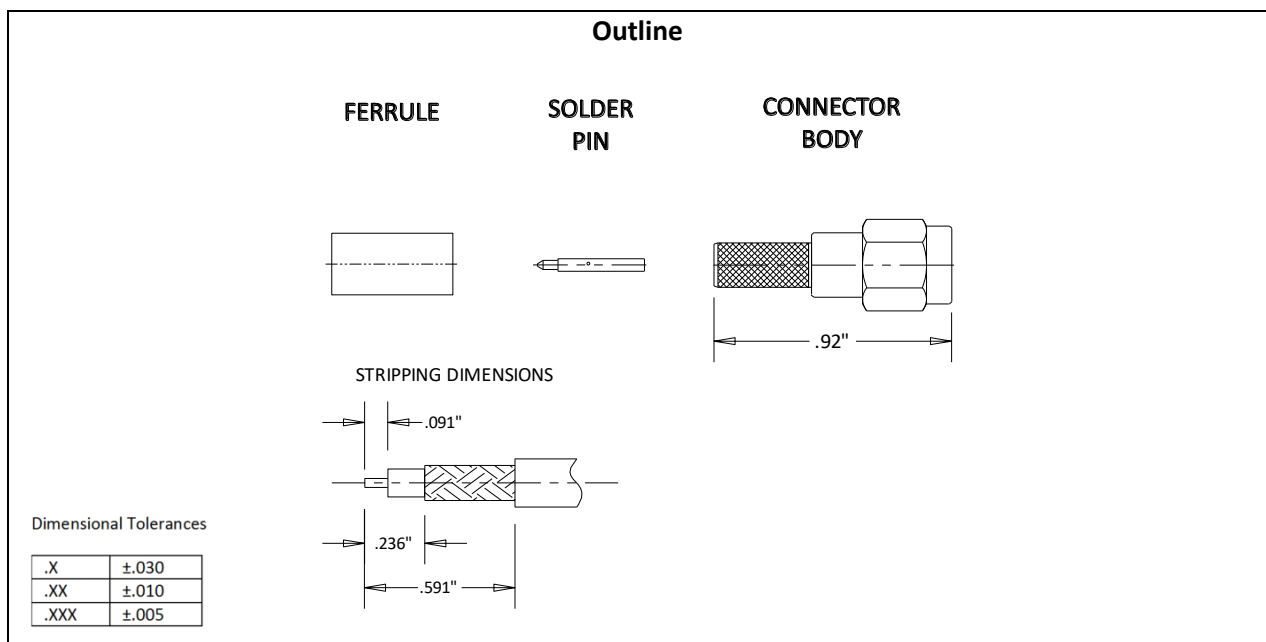 Outline
FERRULE
SOLDER
PIN
CONNECTOR
BODY
.92"
STRIPPING DIMENSIONS
.091"
.236"
.591"
Dimensional Tolerances
.X ±.030
.XX ±.010
.XXX ±.005